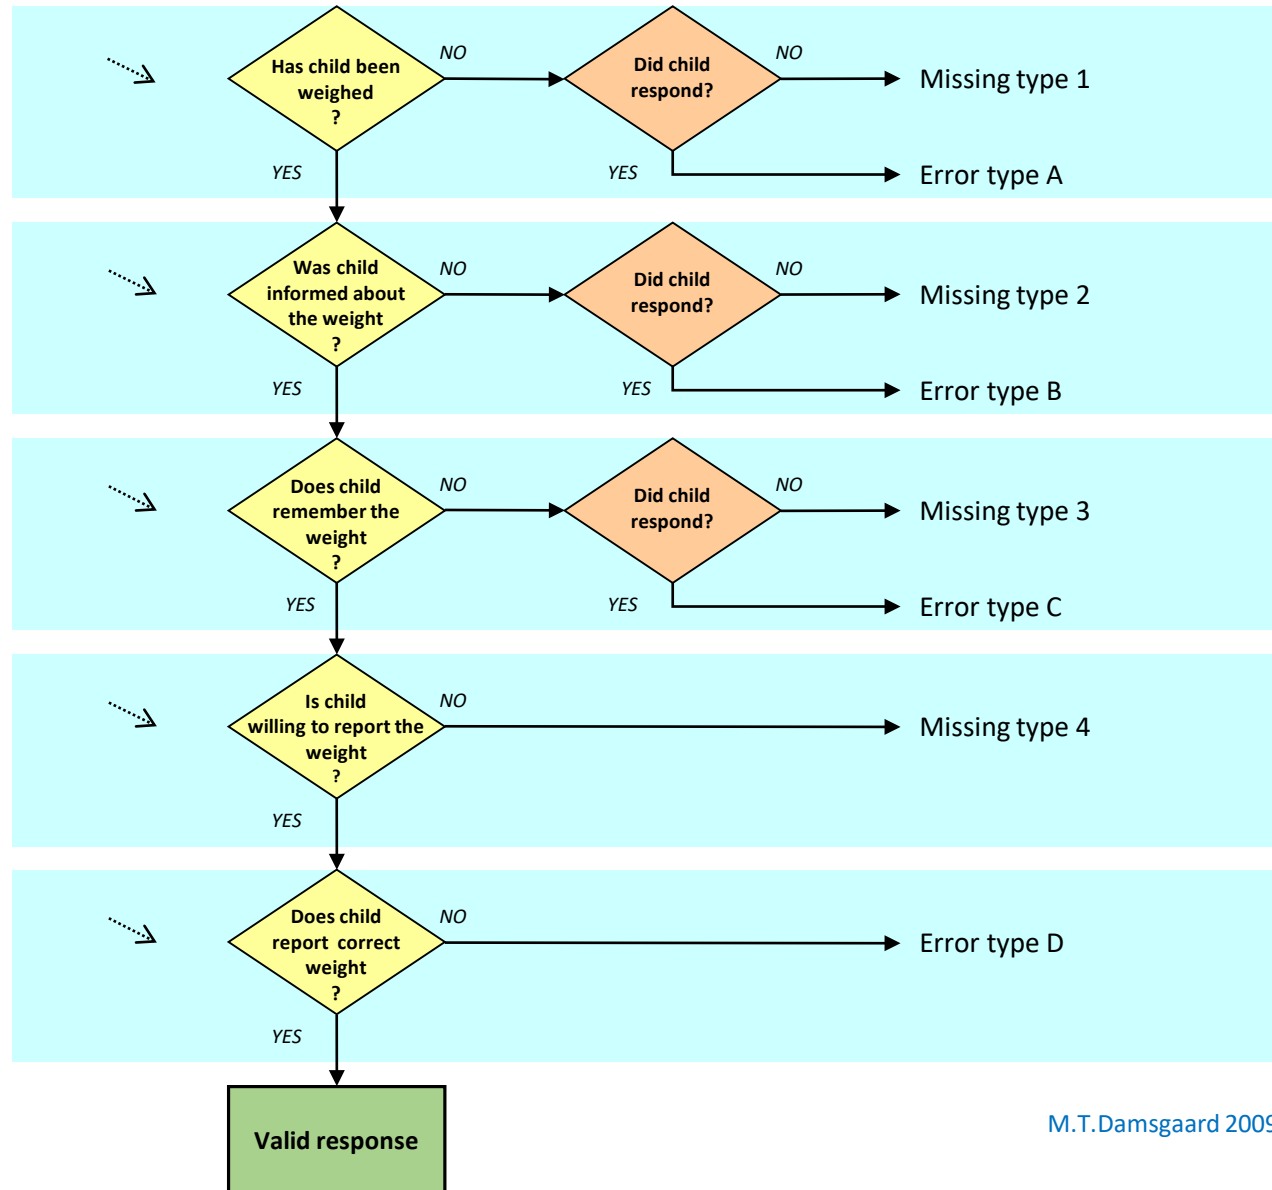 Has child been
weighed
?
NO
Did child
respond?
NO
Missing type 1
YES
YES
Error type A
Was child
informed about
the weight
?
NO
Did child
respond?
NO
Missing type 2
YES
YES
Error type B
Does child
remember the
weight
?
NO
Did child
respond?
NO
Missing type 3
YES
YES
Error type C
Is child
willing to report the
weight
?
NO
Missing type 4
YES
Does child
report correct
weight
?
NO
Error type D
YES
Valid response
M.T.Damsgaard 2009